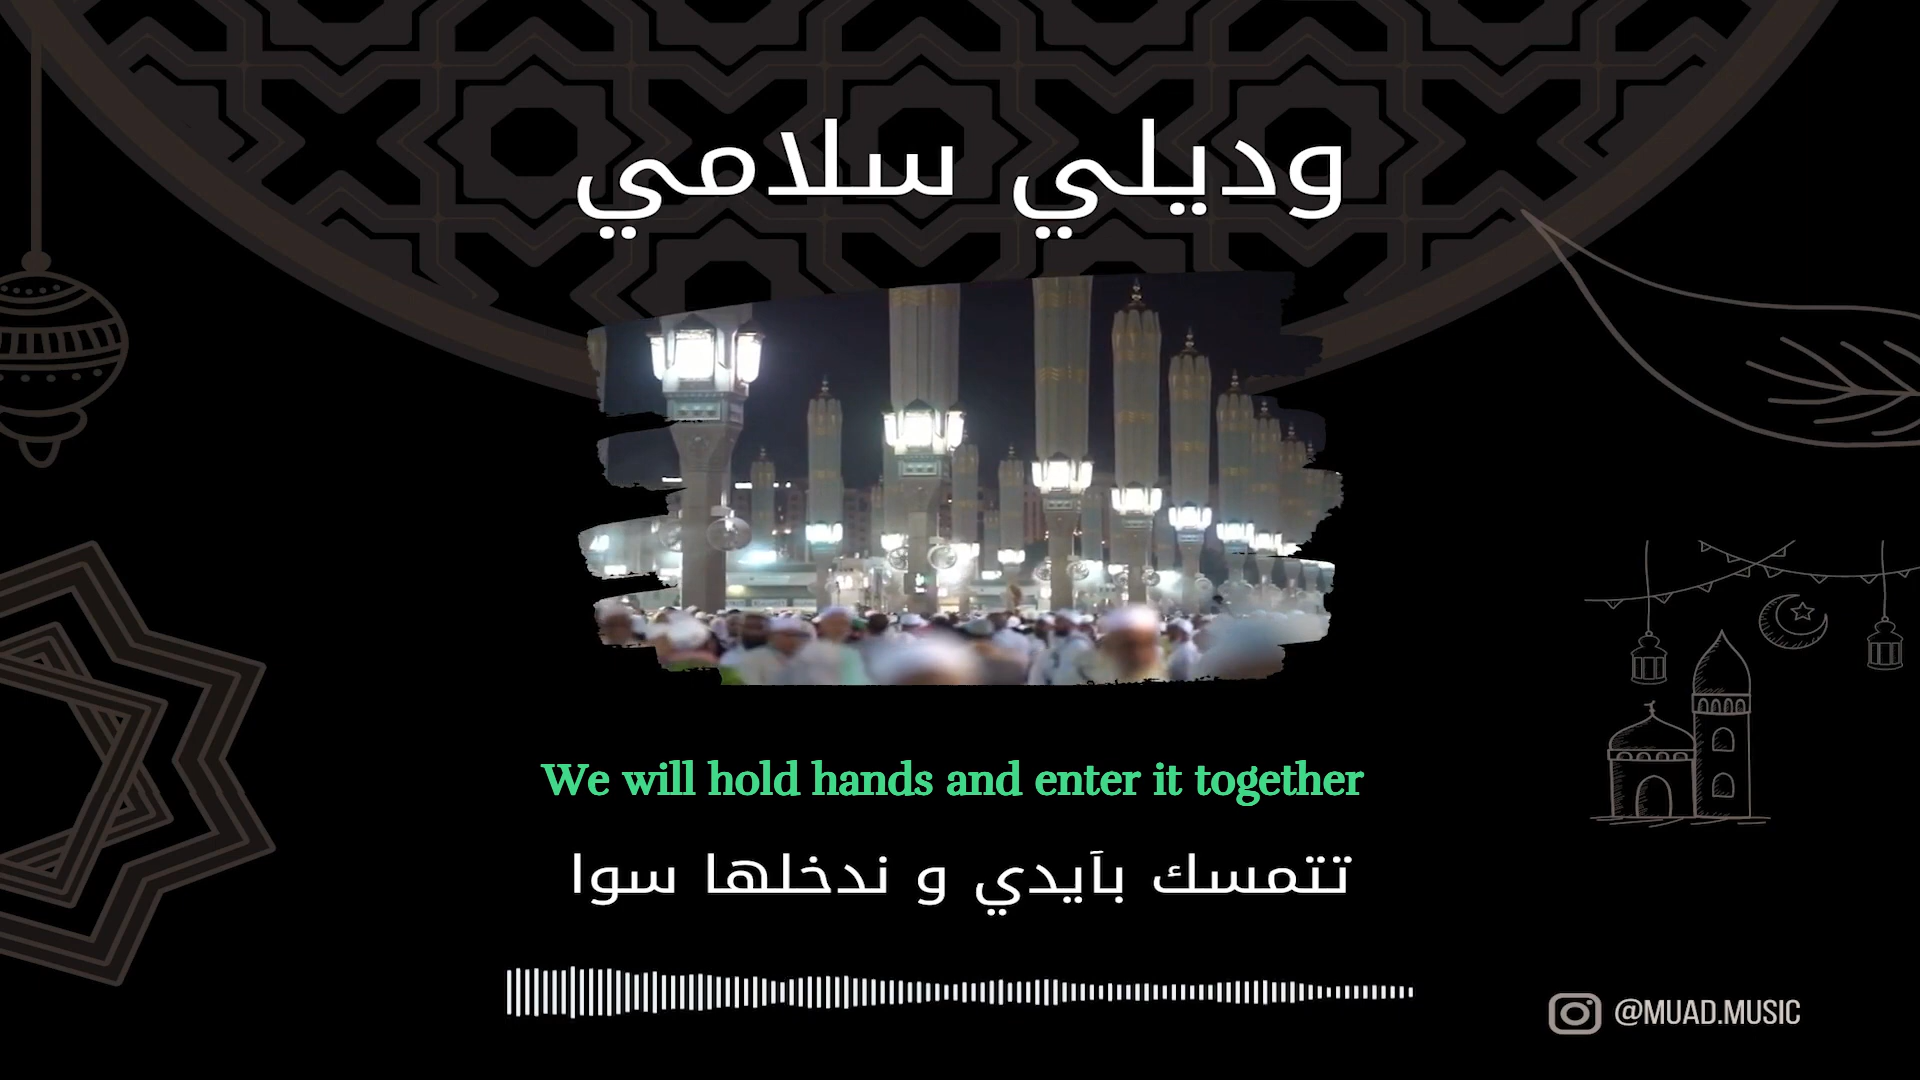 وديلي سلامي
We will hold hands and enter it together
تتمسك بآيدي و ندخلها سوا
@MUAD.MUSIC